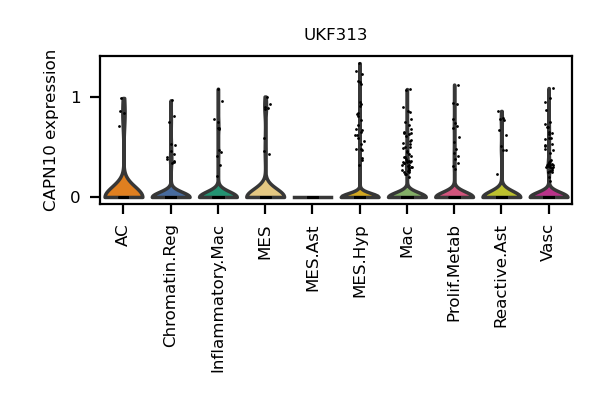 UKF313
CAPN10 expression
1
0
AC
Chromatin.Reg
Inflammatory.Mac
MES
MES.Ast
MES.Hyp
Mac
Prolif.Metab
Reactive.Ast
Vasc